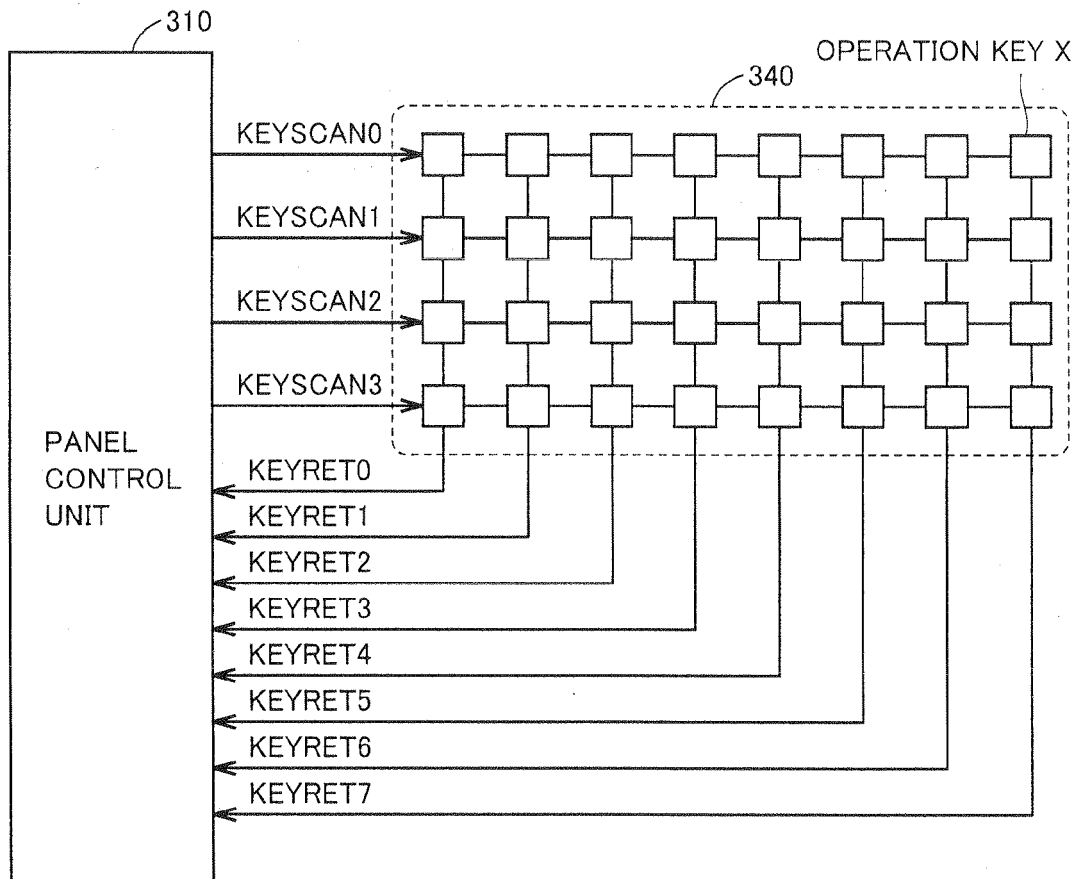 310
OPERATION KEY X
340
KEYSCAN0
KEYSCAN1
KEYSCAN2
KEYSCAN3
PANEL
CONTROL
UNIT
KEYRET0
KEYRET1
KEYRET2
KEYRET3
KEYRET4
KEYRET5
KEYRET6
KEYRET7